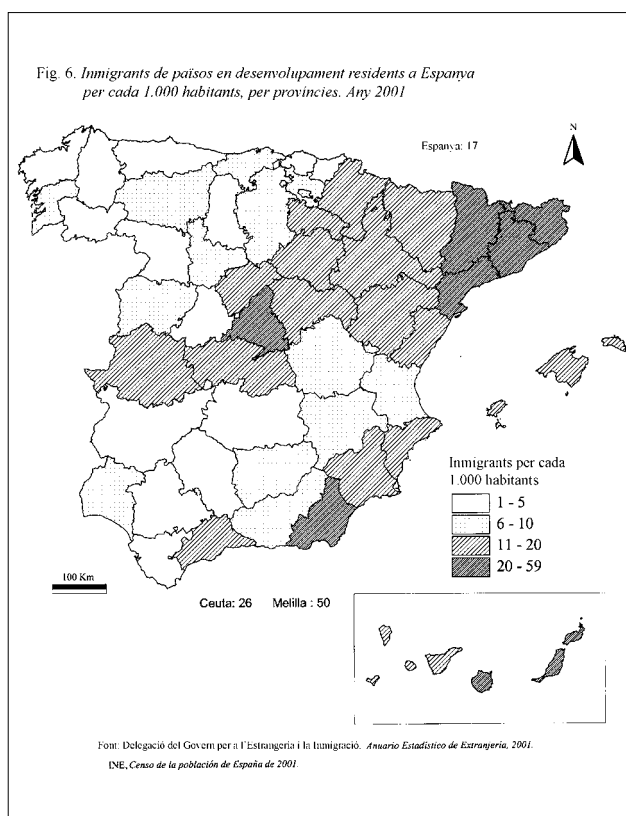 Fig. 6. Inmigrants de països en desenvolupament residents a Espanya
per cada 1.000 habitants, per províncies. Any 2001
N
Espanya: 17
Inmigrants per cada
1.000 habitants
1 - 5
6 - 10
11 - 20
20 - 59
100 Km
Ceuta: 26 Melilla : 50
Font: Delegació del Govern per a l'Estrangeria i la Inmigració. Anuario Estadístico de Extranjería, 2001.
INE, Censo de la población de España de 2001.